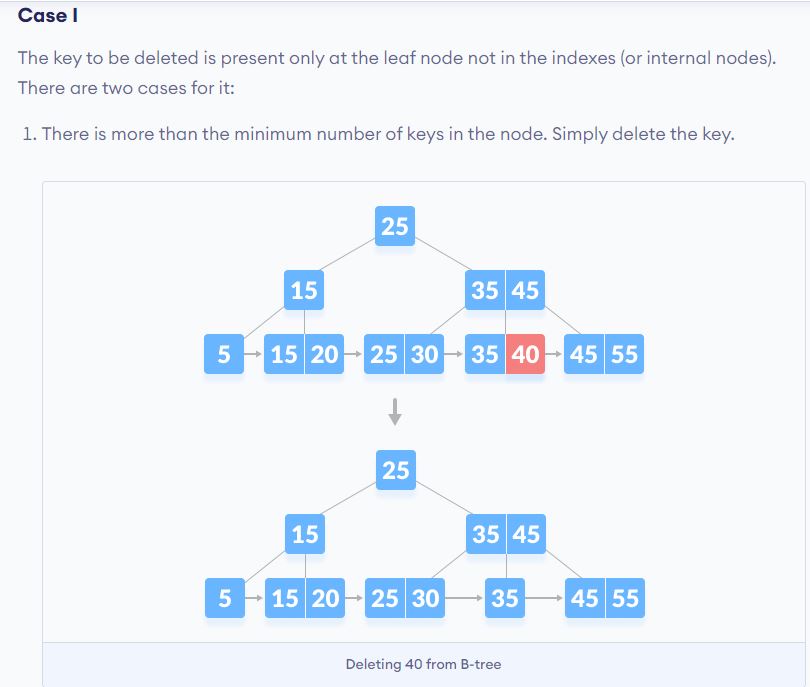 Case I
The key to be deleted is present only at the leaf node not in the indexes (or internal nodes).
There are two cases for it:
1. There is more than the minimum number of keys in the node. Simply delete the key.
25
15 35 45
5 15 20 25 30 35 40 45 55
25
15 35 45
5 15 20 25 30 35 45 55
Deleting 40 from B-tree